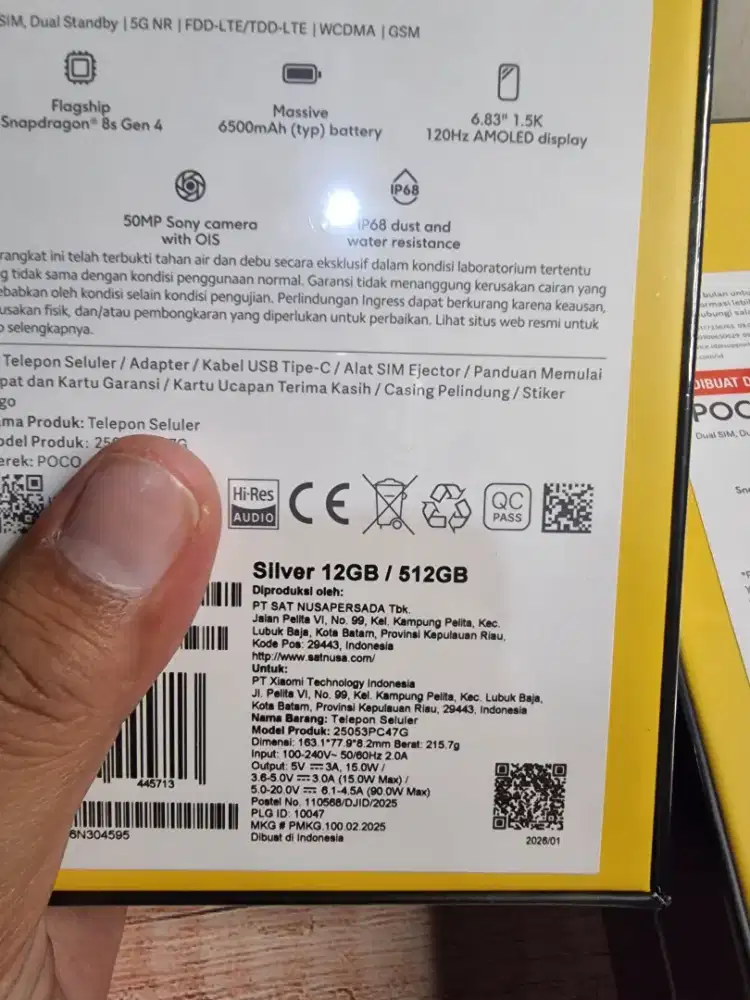 SIM, Dual Standby | 5G NR | FDD-LTE/TDD-LTE | WCDMA | GSM
Flagship
Snapdragon® 8s Gen 4
Massive
6500mAh (typ) battery
6.83" 1.5K
120Hz AMOLED display
50MP Sony camera
with OIS
IP68
IP68 dust and
water resistance
rangkat ini telah terbukti tahan air dan debu secara eksklusif dalam kondisi laboratorium tertentu
g tidak sama dengan kondisi penggunaan normal. Garansi tidak menanggung kerusakan cairan yang
ebabkan oleh kondisi selain kondisi pengujian. Perlindungan Ingress dapat berkurang karena keausan,
usakan fisik, dan/atau pembongkaran yang diperlukan untuk perbaikan. Lihat situs web resmi untuk
o selengkapnya.
Telepon Seluler / Adapter / Kabel USB Tipe-C / Alat SIM Ejector / Panduan Memulai
pat dan Kartu Garansi / Kartu Ucapan Terima Kasih / Casing Pelindung / Stiker
go
ma Produk: Telepon Seluler
odel Produk: 25
erek: POCO
Hi-Res
AUDIO
CE
QC
PASS
Silver 12GB / 512GB
Diproduksi oleh:
PT SAT NUSAPERSADA Tbk.
Jalan Pelita VI, No. 99, Kel. Kampung Pelita, Kec.
Lubuk Baja, Kota Batam, Provinsi Kepulauan Riau,
Kode Pos: 29443, Indonesia
http://www.satnusa.com/
Untuk:
PT Xiaomi Technology Indonesia
Jl. Pelita VI, No. 99, Kel. Kampung Pelita, Kec. Lubuk Baja,
Kota Batam, Provinsi Kepulauan Riau, 29443, Indonesia
Nama Barang: Telepon Seluler
Model Produk: 25053PC47G
Dimensi: 163.1*77.9*8.2mm Berat: 215.7g
Input: 100-240V~ 50/60Hz 2.0A
Output: 5V ⎓ 3A, 15.0W /
3.6-5.0V ⎓ 3.0A (15.0W Max) /
5.0-20.0V ⎓ 6.1-4.5A (90.0W Max)
Postel No. 110568/DJID/2025
PLG ID: 10047
MKG # PMKG.100.02.2025
Dibuat di Indonesia
445713
6N304595
2026/01
bulan untu
DIBUAT D
POC
Dual SIM, Du